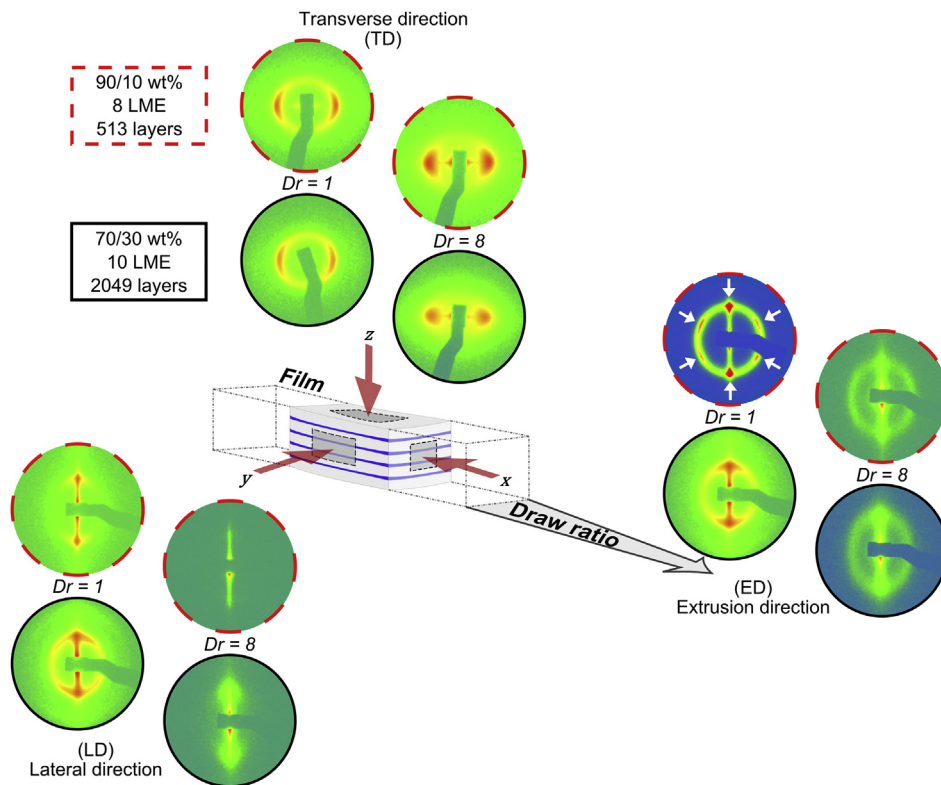 Transverse direction
(TD)
90/10 wt%
8 LME
513 layers
Dr = 1
Dr = 8
70/30 wt%
10 LME
2049 layers
z
Film
y
x
Draw ratio
Dr = 1
Dr = 8
(ED)
Extrusion direction
Dr = 1
Dr = 8
(LD)
Lateral direction